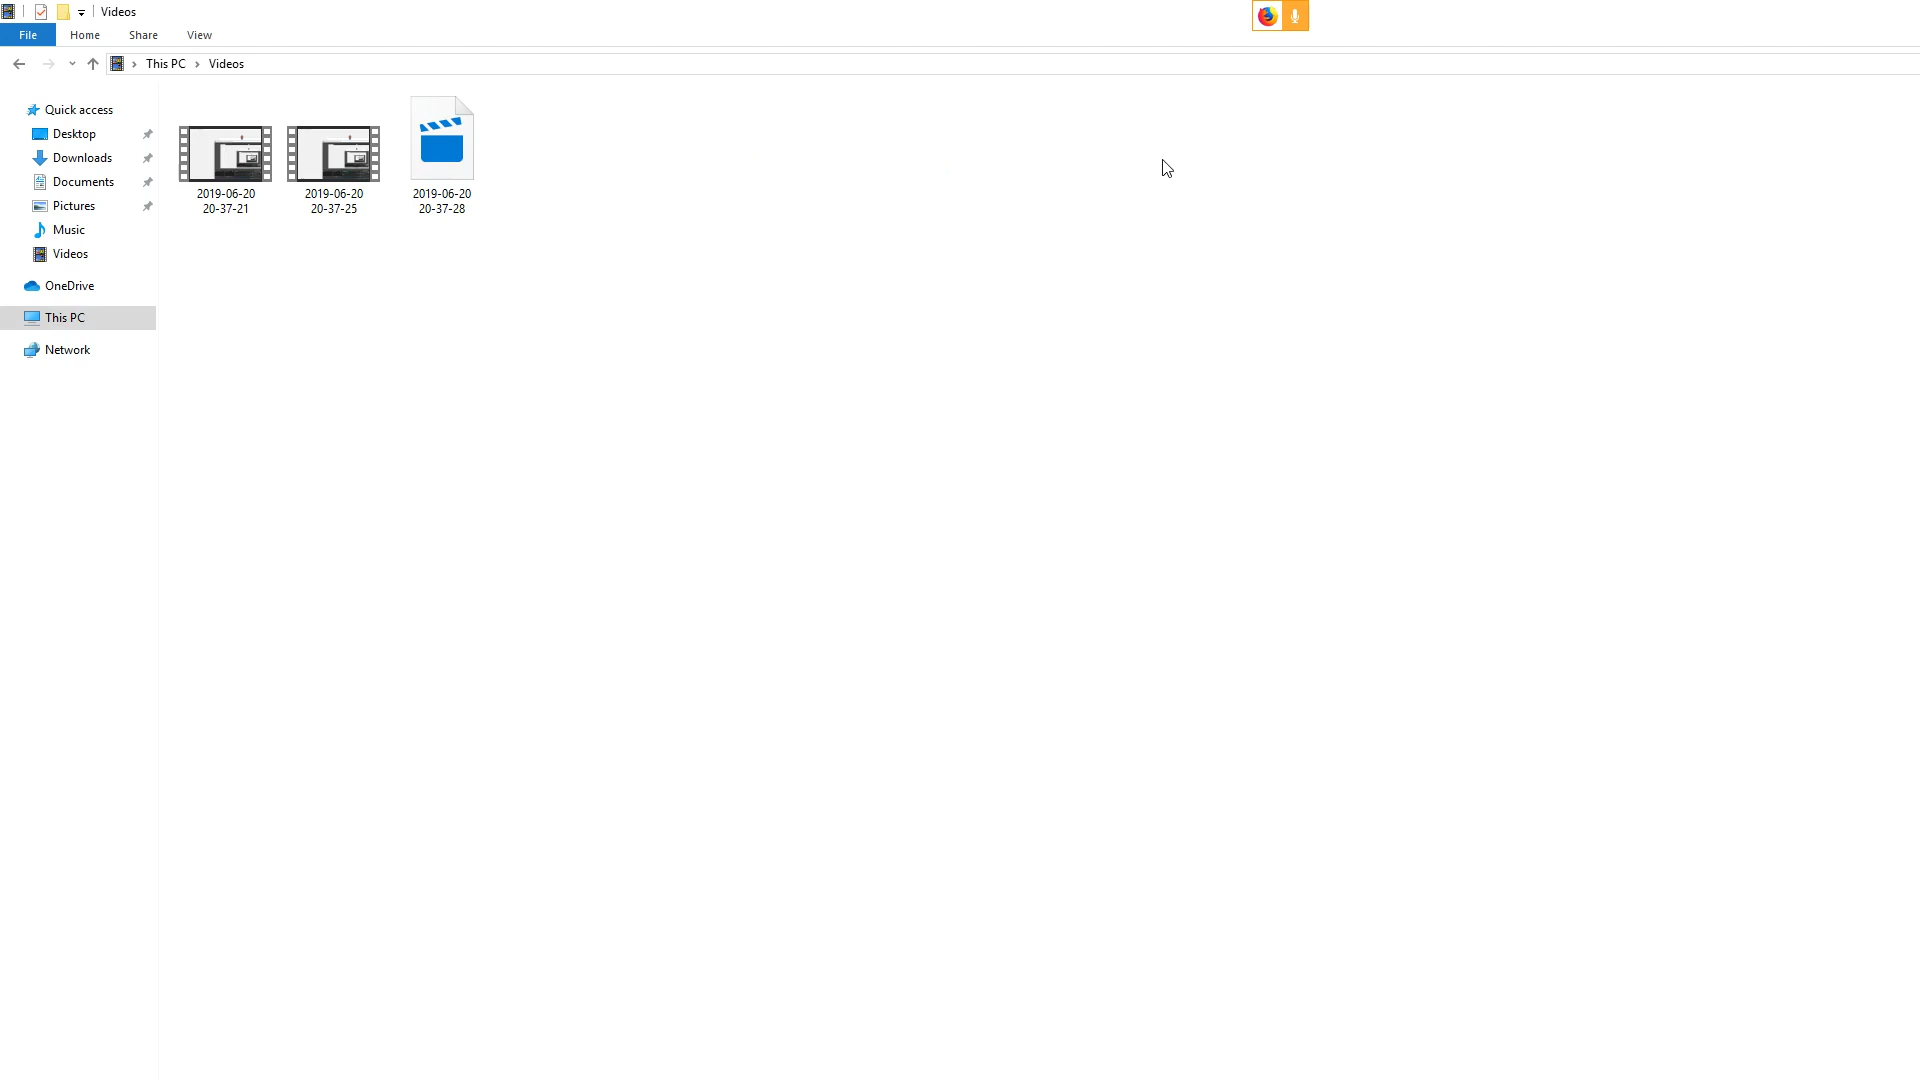 Videos
File Home Share View
This PC Videos
Quick access
Desktop
Downloads
Documents
Pictures
Music
Videos
OneDrive
This PC
Network
2019-06-20
20-37-21
2019-06-20
20-37-25
2019-06-20
20-37-28